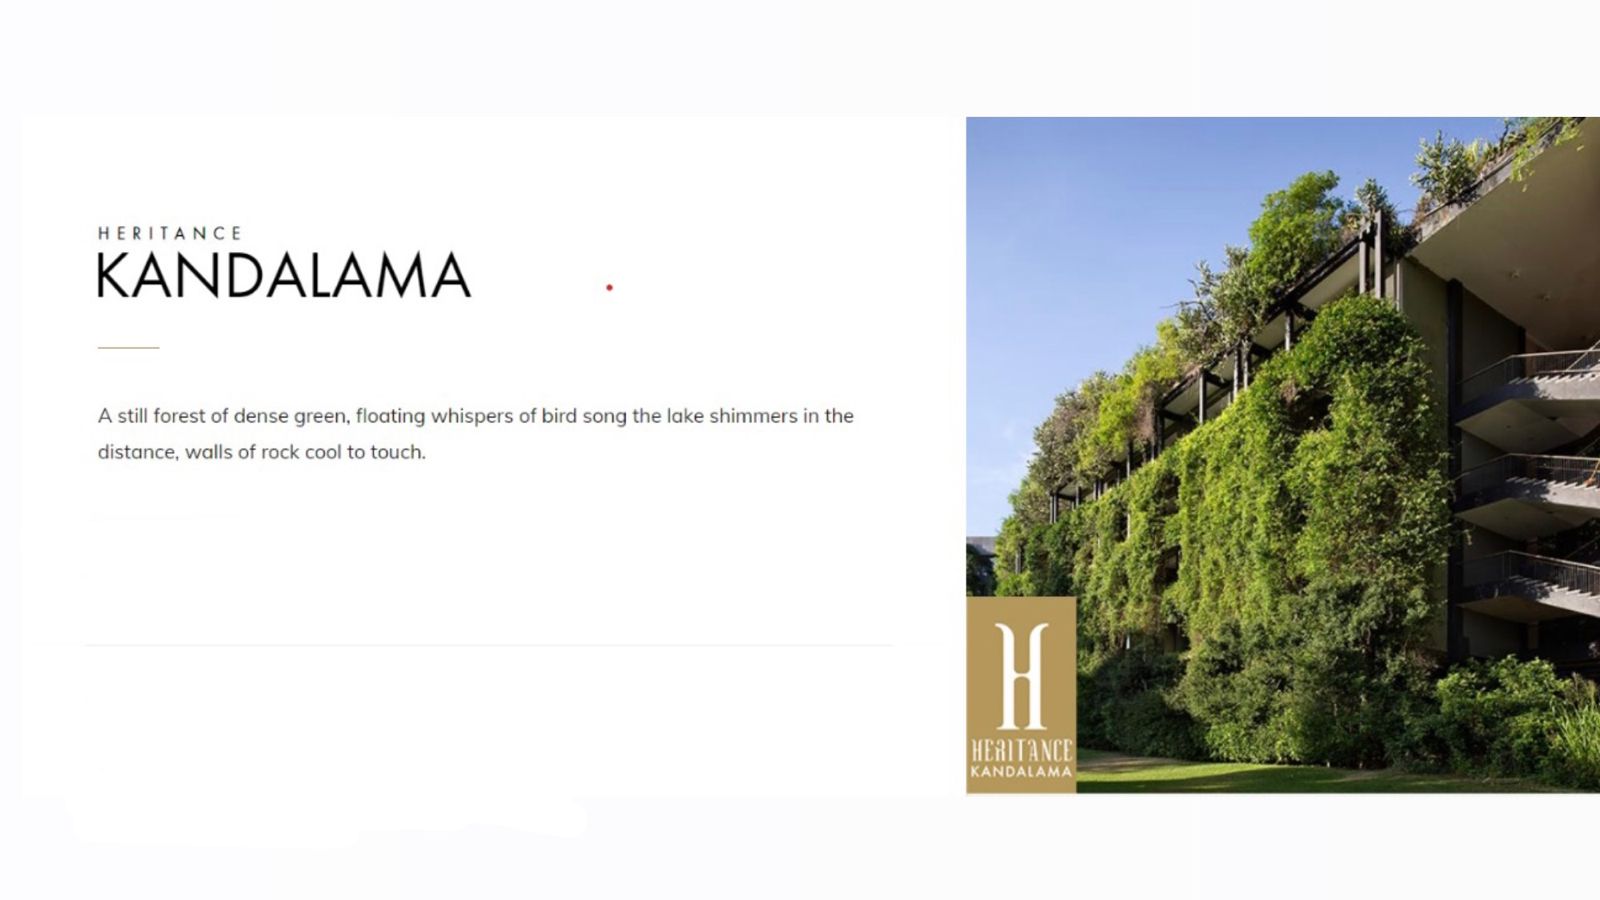 HERITANCE
KANDALAMA
A still forest of dense green, floating whispers of bird song the lake shimmers in the
distance, walls of rock cool to touch.
H
HERITANCE
KANDALAMA